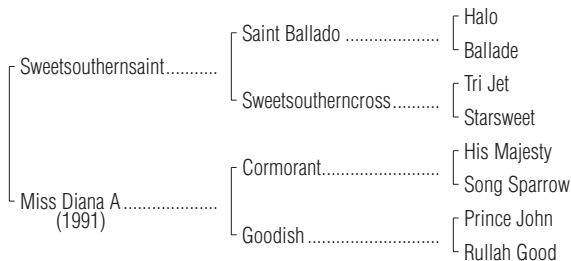 Halo
Saint Ballado ....................
Ballade
Sweetsouthernsaint...........
Tri Jet
Sweetsoutherncross..........
Starsweet
His Majesty
Cormorant.........................
Song Sparrow
Miss Diana A ....................
(1991)
Prince John
Goodish ............................
Rullah Good